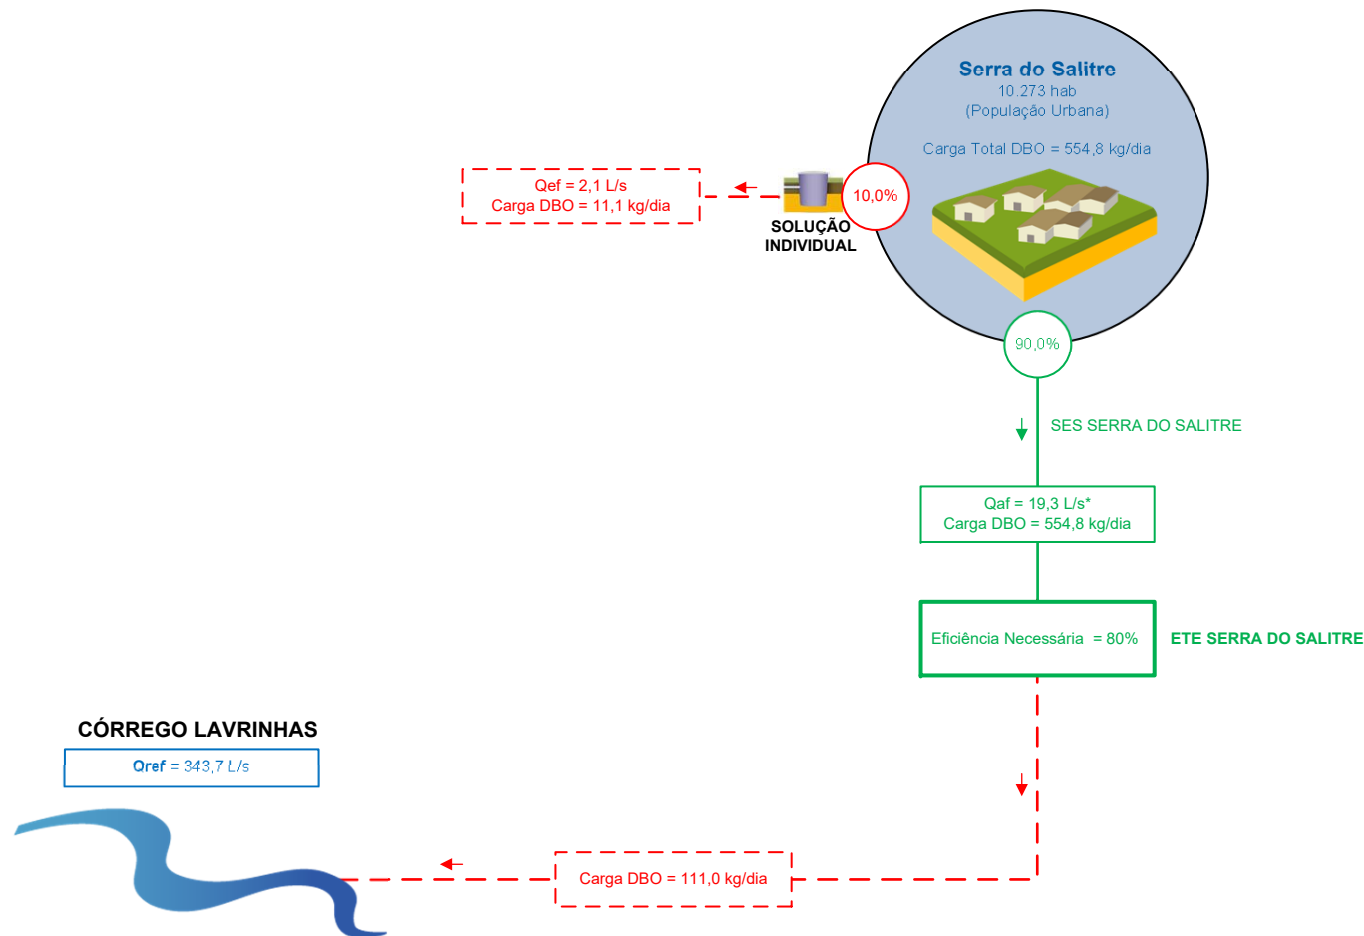 Serra do Salitre
10.273 hab
(População Urbana)
Carga Total DBO = 554,8 kg/dia
Qef = 2,1 L/s
Carga DBO = 11,1 kg/dia
10,0%
SOLUÇÃO
INDIVIDUAL
90,0%
SES SERRA DO SALITRE
Qaf = 19,3 L/s*
Carga DBO = 554,8 kg/dia
Eficiência Necessária = 80%
ETE SERRA DO SALITRE
CÓRREGO LAVRINHAS
Qref = 343,7 L/s
Carga DBO = 111,0 kg/dia